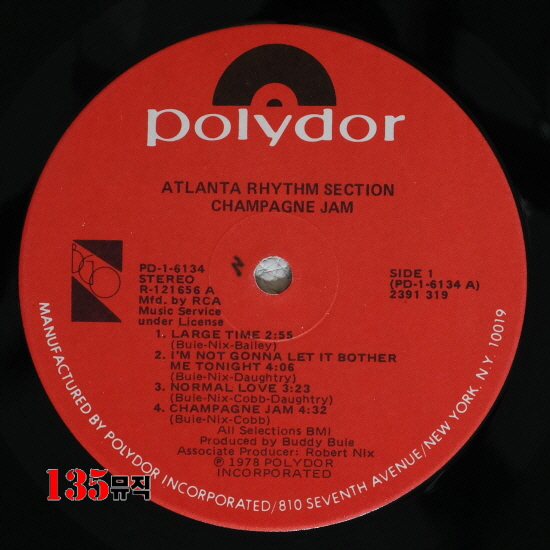 polydor
ATLANTA RHYTHM SECTION
CHAMPAGNE JAM
PD-1-6134
STEREO
R-121656 A
Mfd. by RCA
Music Service
under License
SIDE 1
(PD-1-6134 A)
2391 319
1. LARGE TIME 2:55
(Buie-Nix-Bailey)
2. I'M NOT GONNA LET IT BOTHER
ME TONIGHT 4:06
(Buie-Nix-Daughtry)
3. NORMAL LOVE 3:23
(Buie-Nix-Cobb-Daughtry)
4. CHAMPAGNE JAM 4:32
(Buie-Nix-Cobb)
All Selections BMI
Produced by Buddy Buie
Associate Producer: Robert Nix
Ⓟ 1978 POLYDOR
INCORPORATED
MANUFACTURED BY POLYDOR INCORPORATED/810 SEVENTH AVENUE/NEW YORK, N.Y. 10019
135뮤직